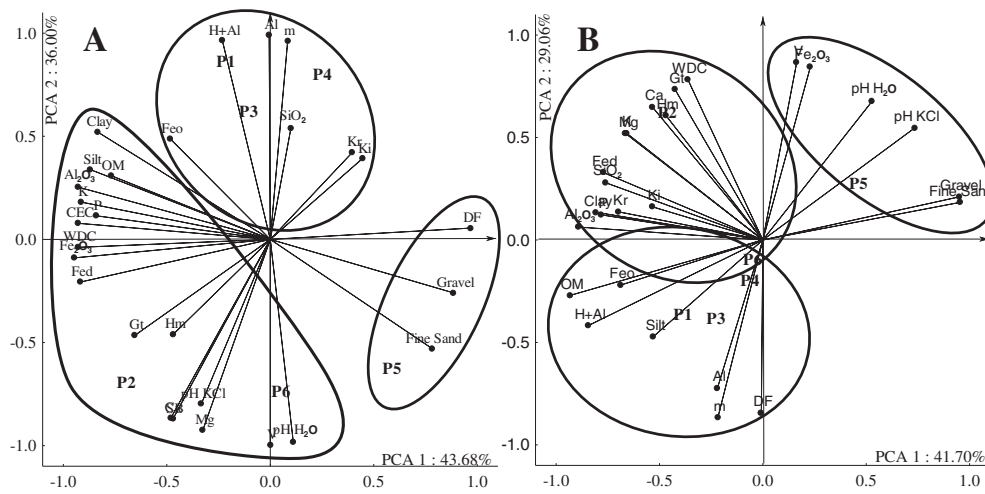 A
PCA 2 : 36.00%
1.0
0.5
0.0
-0.5
-1.0
H+Al
Al
m
P1
P4
P3
SiO2
Feo
Kr
Ki
Clay
Silt
OM
Al2O3
K
P
CEC
WDC
Fe2O3
Fed
Gt
Hm
P2
pH KCl
Mg
P6
V
pH H2O
DF
Gravel
Fine Sand
P5
PCA 1 : 43.68%
-1.0
-0.5
0.0
0.5
1.0
B
PCA 2 : 29.06%
1.0
0.5
0.0
-0.5
-1.0
WDC
Gt
Ca
Hm
P2
Mg
Fed
SiO2
Ki
Clay
Kr
Al2O3
Fe2O3
pH H2O
pH KCl
P5
Gravel
Fine Sand
P6
P4
Feo
OM
H+Al
P1
P3
Silt
Al
m
DF
PCA 1 : 41.70%
-1.0
-0.5
0.0
0.5
1.0